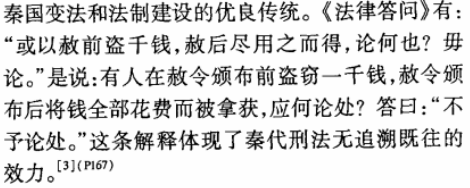 秦国变法和法制建设的优良传统。《法律答问》有:
“或以赦前盗千钱,赦后尽用之而得,论何也?毋
论。”是说:有人在赦令颁布前盗窃一千钱,赦令颁
布后将钱全部花费而被拿获,应何论处?答曰:“不
予论处。”这条解释体现了秦代刑法无追溯既往的
效力。[3](P167)